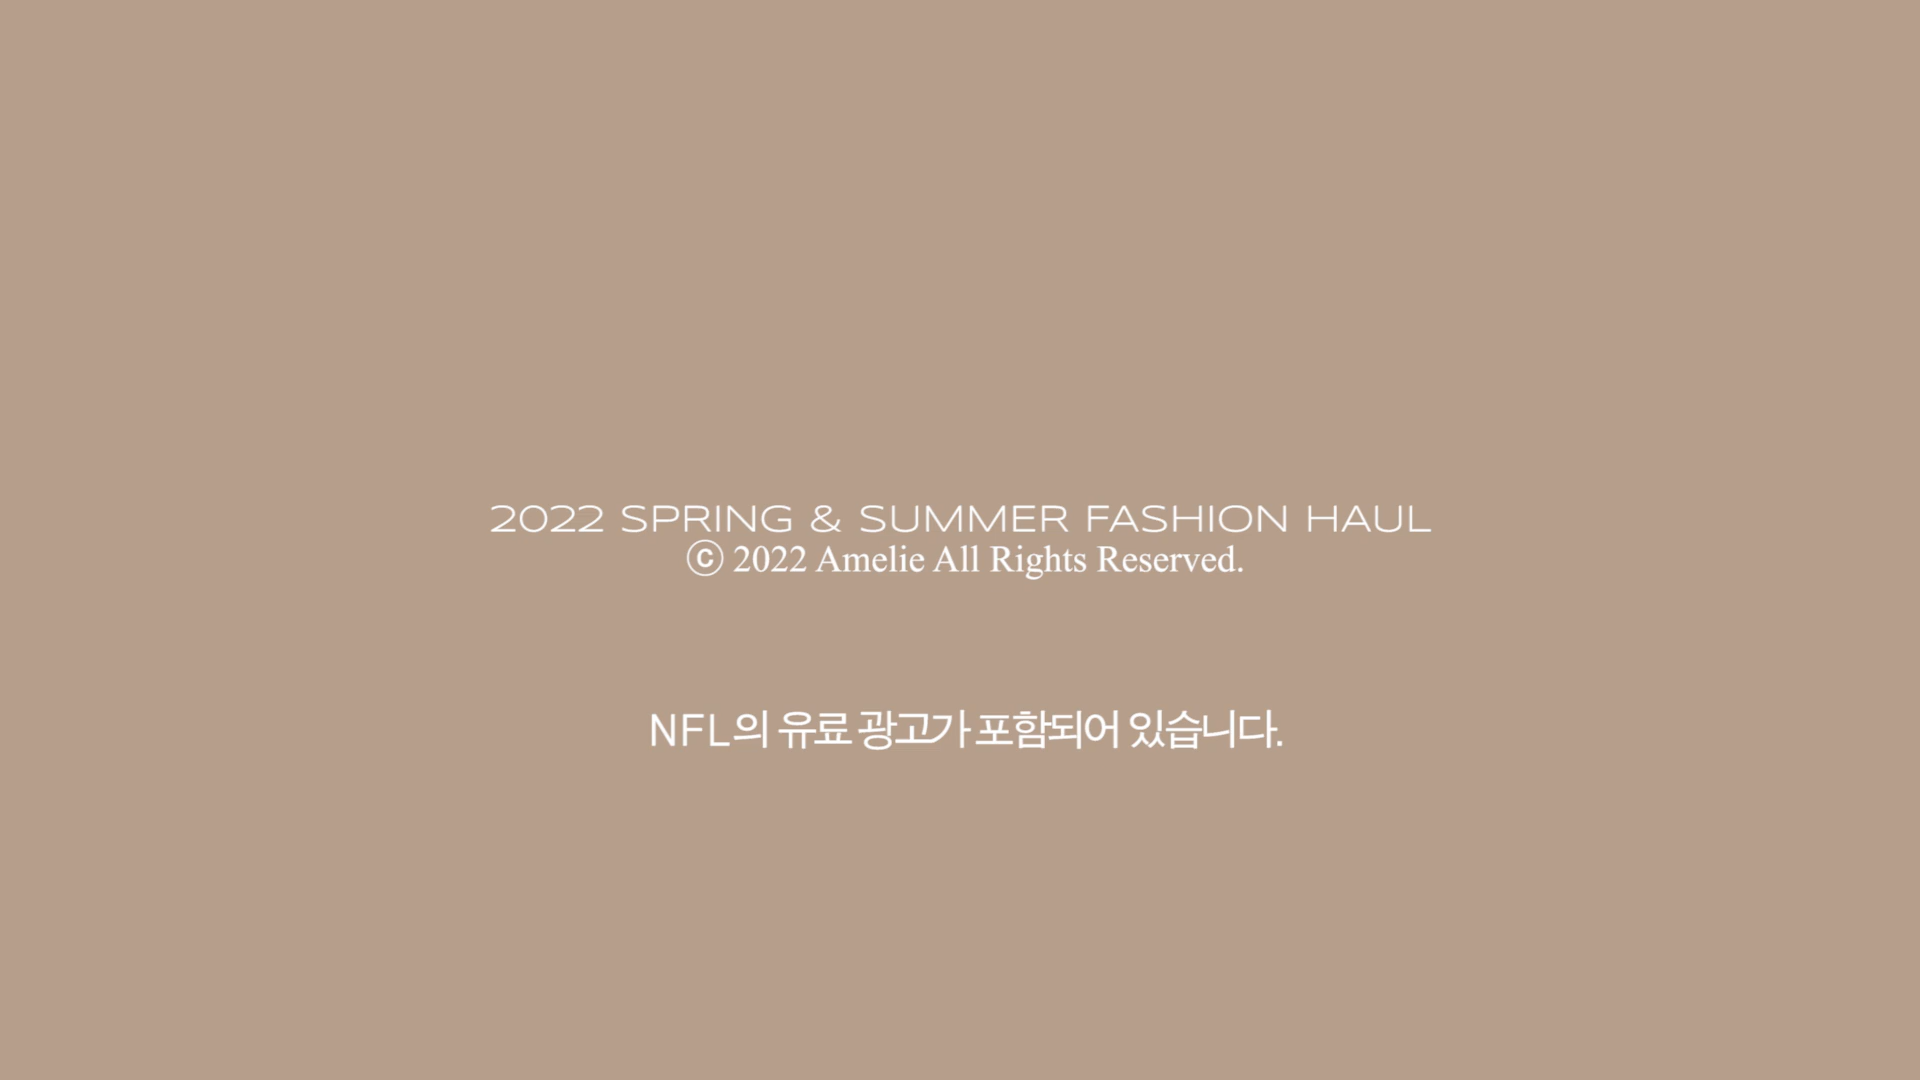 2022 SPRING & SUMMER FASHION HAUL
ⓒ 2022 Amelie All Rights Reserved.
NFL의 유료 광고가 포함되어 있습니다.